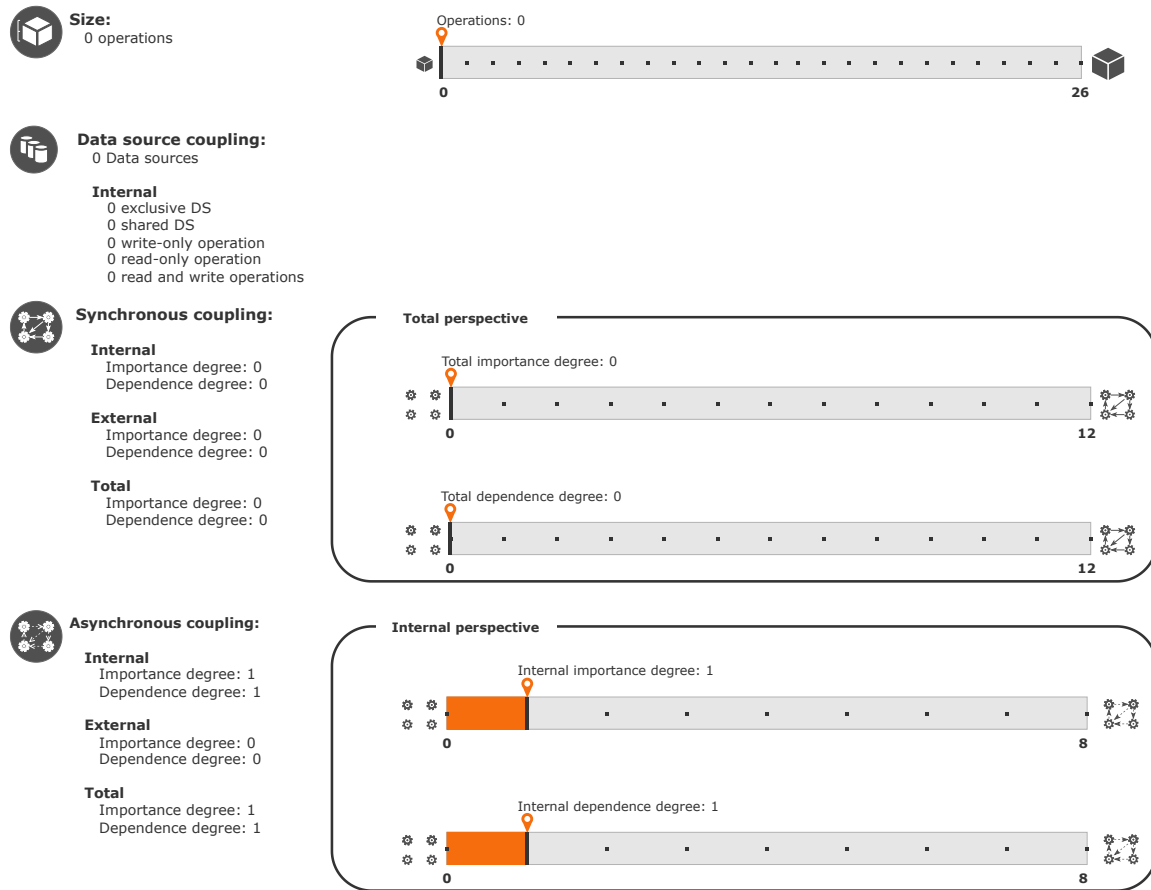 Size:
0 operations
Operations: 0
0
26
Data source coupling:
0 Data sources
Internal
0 exclusive DS
0 shared DS
0 write-only operation
0 read-only operation
0 read and write operations
Synchronous coupling:
Internal
Importance degree: 0
Dependence degree: 0
External
Importance degree: 0
Dependence degree: 0
Total
Importance degree: 0
Dependence degree: 0
Total perspective
Total importance degree: 0
0
12
Total dependence degree: 0
0
12
Asynchronous coupling:
Internal
Importance degree: 1
Dependence degree: 1
External
Importance degree: 0
Dependence degree: 0
Total
Importance degree: 1
Dependence degree: 1
Internal perspective
Internal importance degree: 1
0
8
Internal dependence degree: 1
0
8